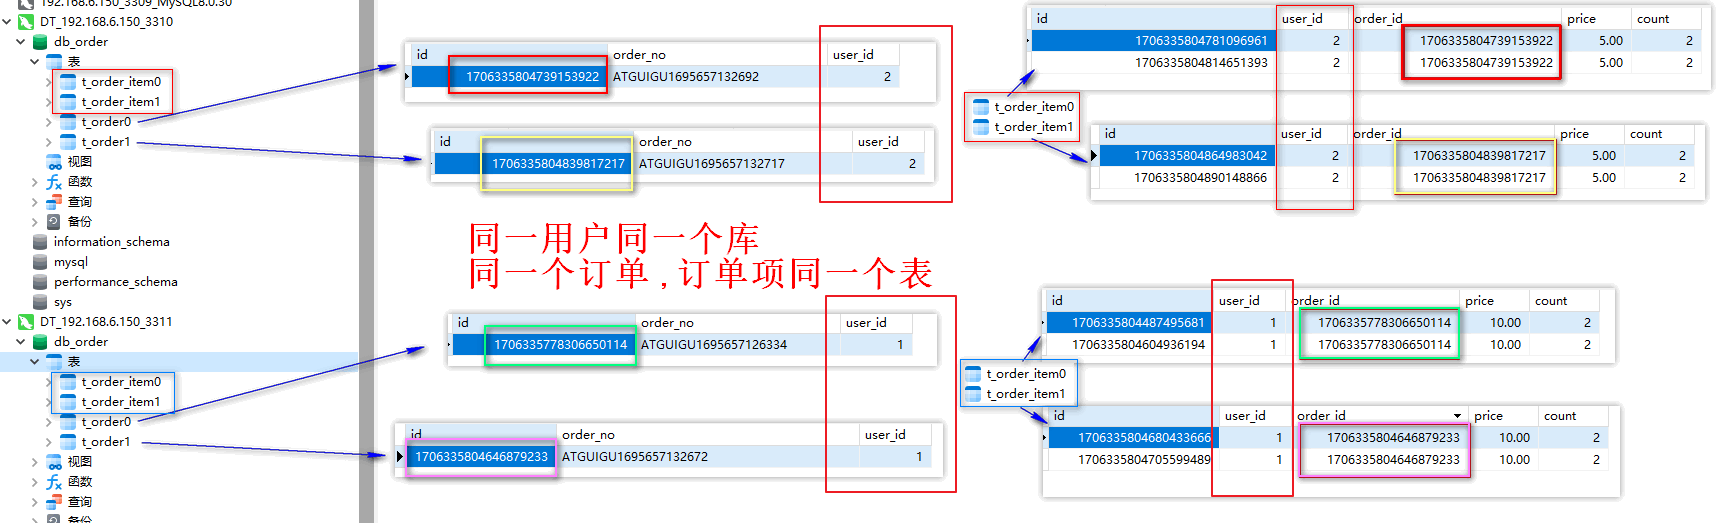 192.168.6.150_3309_MySQL8.0.30
DT_192.168.6.150_3310
db_order
表
t_order_item0
t_order_item1
t_order0
t_order1
视图
函数
查询
备份
information_schema
mysql
performance_schema
sys
DT_192.168.6.150_3311
db_order
表
t_order_item0
t_order_item1
t_order0
t_order1
视图
函数
查询
备份
id order_no user_id
1706335804739153922 ATGUIGU1695657132692 2
id order_no user_id
1706335804839817217 ATGUIGU1695657132717 2
同一用户同一个库
同一个订单,订单项同一个表
id order_no user_id
1706335778306650114 ATGUIGU1695657126334 1
id order_no user_id
1706335804646879233 ATGUIGU1695657132672 1
id user_id order_id price count
1706335804781096961 2 1706335804739153922 5.00 2
1706335804814651393 2 1706335804739153922 5.00 2
t_order_item0
t_order_item1
id user_id order_id price count
1706335804864983042 2 1706335804839817217 5.00 2
1706335804890148866 2 1706335804839817217 5.00 2
id user_id order_id price count
1706335804487495681 1 1706335778306650114 10.00 2
1706335804604936194 1 1706335778306650114 10.00 2
t_order_item0
t_order_item1
id user_id order_id price count
1706335804680433666 1 1706335804646879233 10.00 2
1706335804705599489 1 1706335804646879233 10.00 2